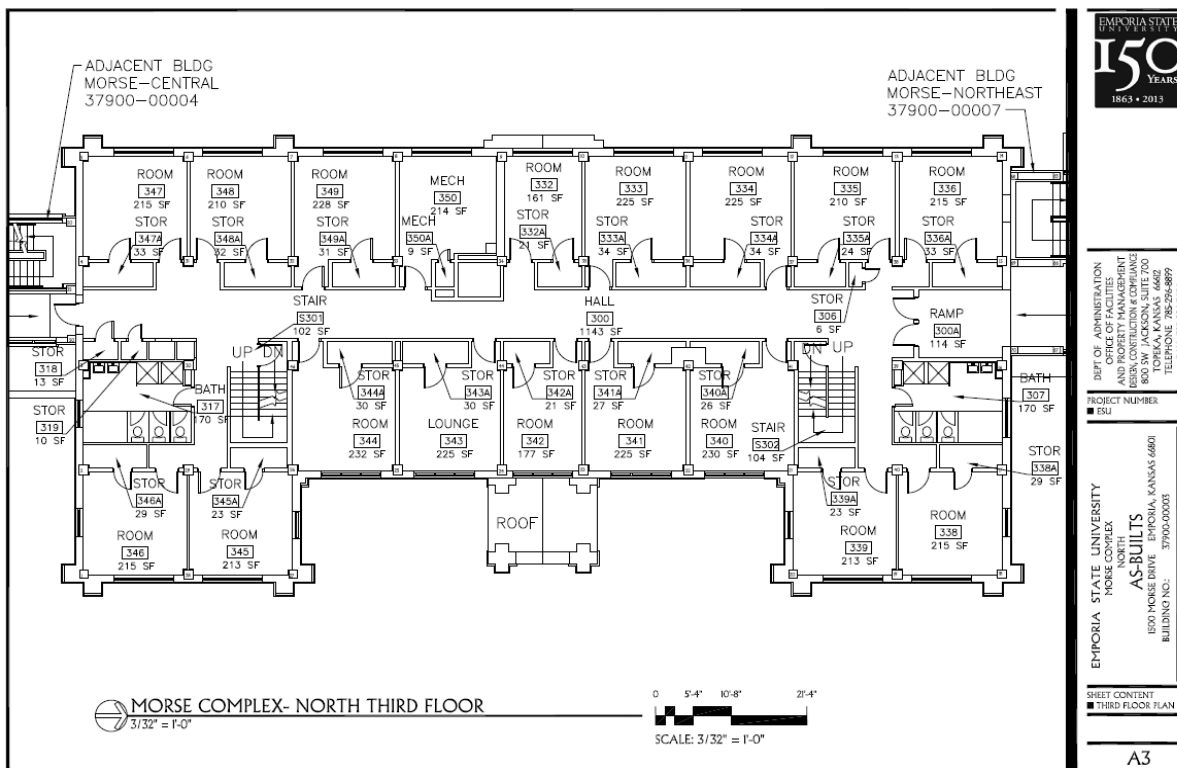 ADJACENT BLDG
MORSE-CENTRAL
37900-00004
ADJACENT BLDG
MORSE-NORTHEAST
37900-00007
ROOM
347
215 SF
STOR
347A
33 SF
ROOM
348
210 SF
STOR
348A
32 SF
ROOM
349
228 SF
STOR
349A
31 SF
MECH
350
214 SF
MECH
350A
9 SF
ROOM
332
161 SF
STOR
332A
21 SF
ROOM
333
225 SF
STOR
333A
34 SF
ROOM
334
225 SF
STOR
334A
34 SF
ROOM
335
210 SF
STOR
335A
24 SF
ROOM
336
215 SF
STOR
336A
33 SF
STAIR
S301
102 SF
HALL
300
1143 SF
STOR
306
6 SF
RAMP
300A
114 SF
UP DN
DN UP
STOR
318
13 SF
STOR
319
10 SF
BATH
317
170 SF
STOR
344A
30 SF
ROOM
344
232 SF
STOR
343A
30 SF
LOUNGE
343
225 SF
STOR
342A
21 SF
ROOM
342
177 SF
STOR
341A
27 SF
ROOM
341
225 SF
STOR
340A
26 SF
ROOM
340
230 SF
STAIR
S302
104 SF
BATH
307
170 SF
STOR
338A
29 SF
STOR
346A
29 SF
ROOM
346
215 SF
STOR
345A
23 SF
ROOM
345
213 SF
ROOF
STOR
339A
23 SF
ROOM
339
213 SF
ROOM
338
215 SF
MORSE COMPLEX- NORTH THIRD FLOOR
3/32" = 1'-0"
0 5'-4" 10'-8" 21'-4"
SCALE: 3/32" = 1'-0"
EMPORIA STATE
UNIVERSITY
150
YEARS
1863 • 2013
DEPT OF ADMINISTRATION
OFFICE OF FACILITIES
AND PROPERTY MANAGEMENT
DESIGN, CONSTRUCTION & COMPLIANCE
800 SW JACKSON, SUITE 700
TOPEKA, KANSAS 66612
TELEPHONE 785-296-8899
PROJECT NUMBER
ESU
EMPORIA STATE UNIVERSITY
MORSE COMPLEX
NORTH
AS-BUILTS
1500 MORSE DRIVE EMPORIA, KANSAS 66801
BUILDING NO.: 37900-00003
SHEET CONTENT
THIRD FLOOR PLAN
A3